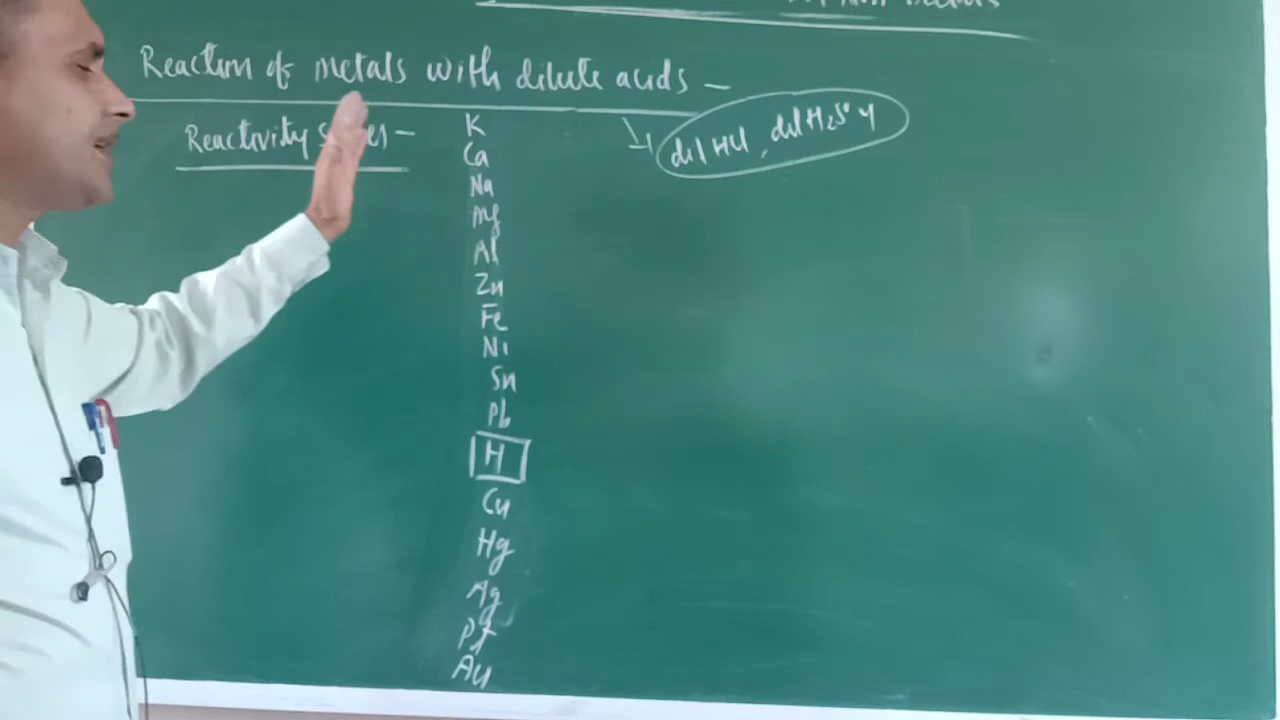 Reaction of metals with dilute acids –
Reactivity –
dil HCl, dil H2SO4
K
Ca
Na
Mg
Al
Zn
Fe
Ni
Sn
Pb
H
Cu
Hg
Ag
Pt
Au